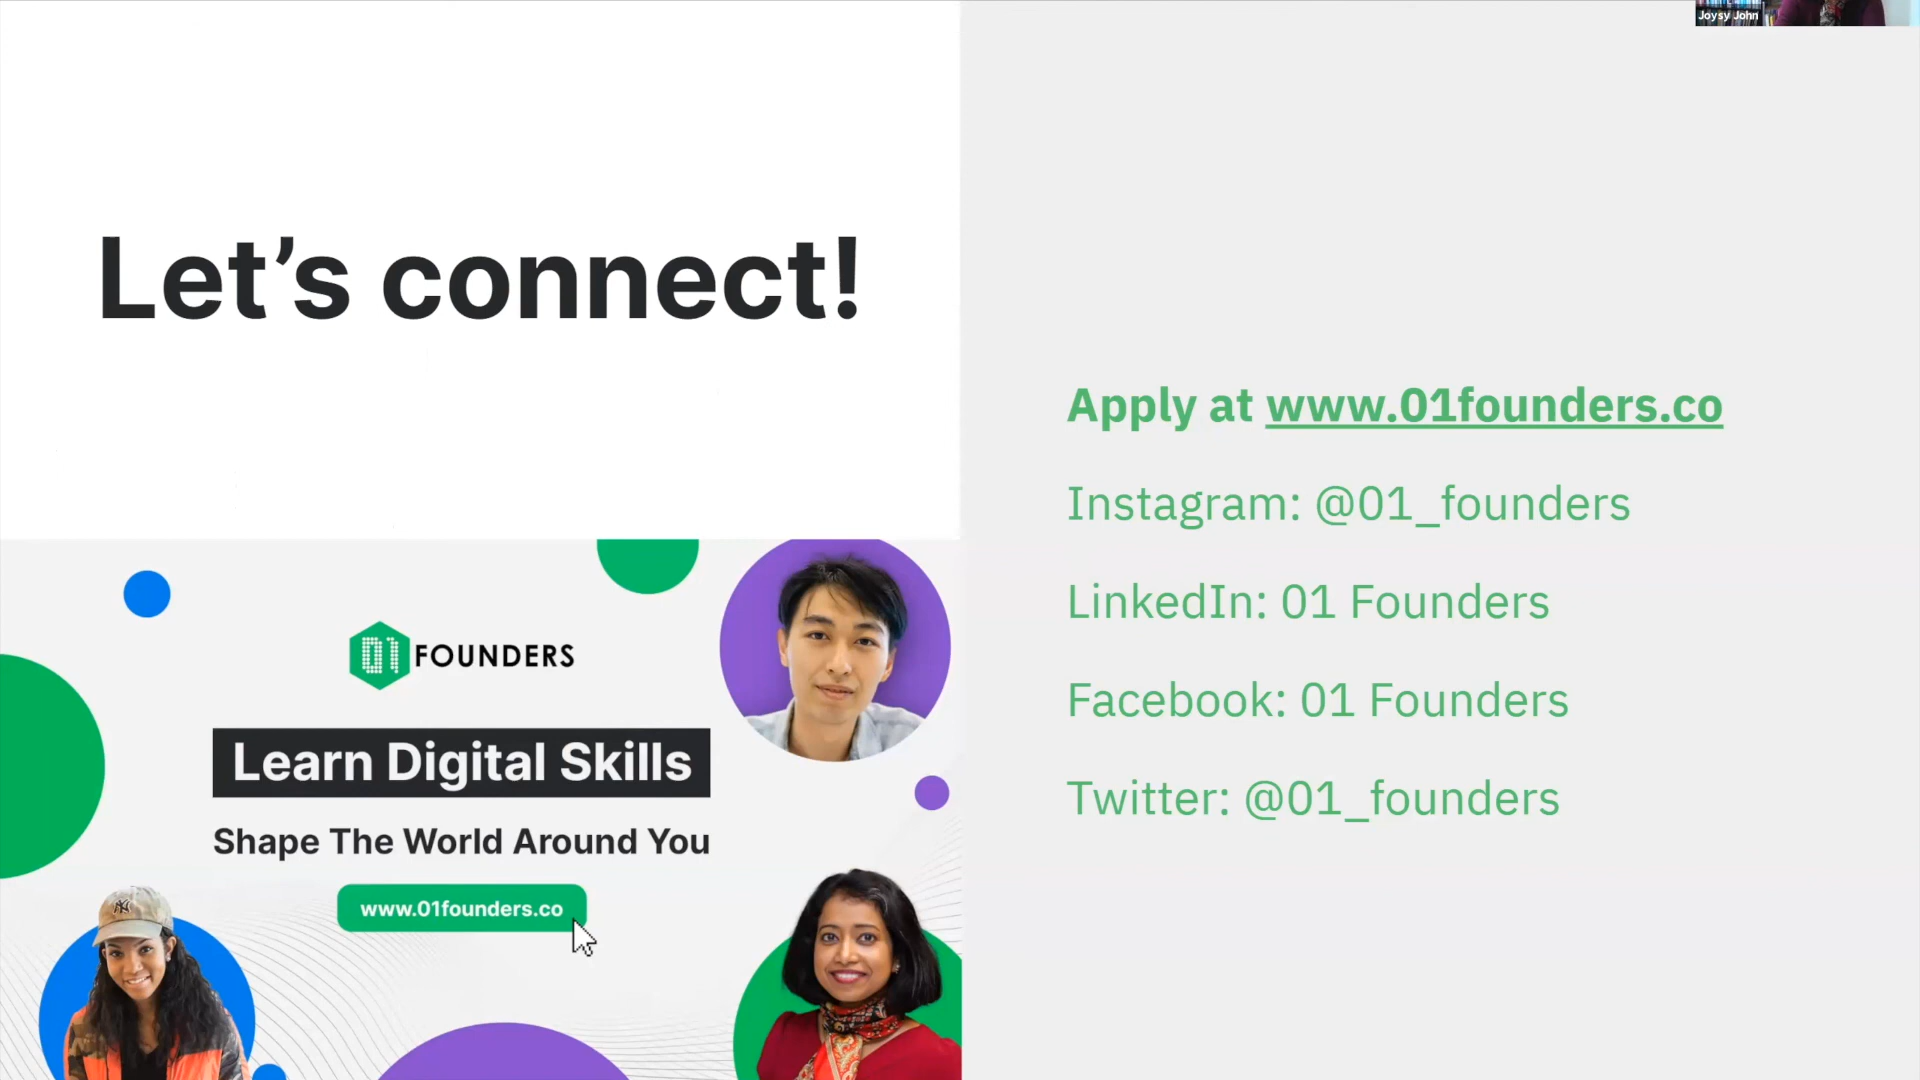 Joysy John
Let’s connect!
Apply at www.01founders.co
Instagram: @01_founders
LinkedIn: 01 Founders
Facebook: 01 Founders
Twitter: @01_founders
01 FOUNDERS
Learn Digital Skills
Shape The World Around You
www.01founders.co
NY